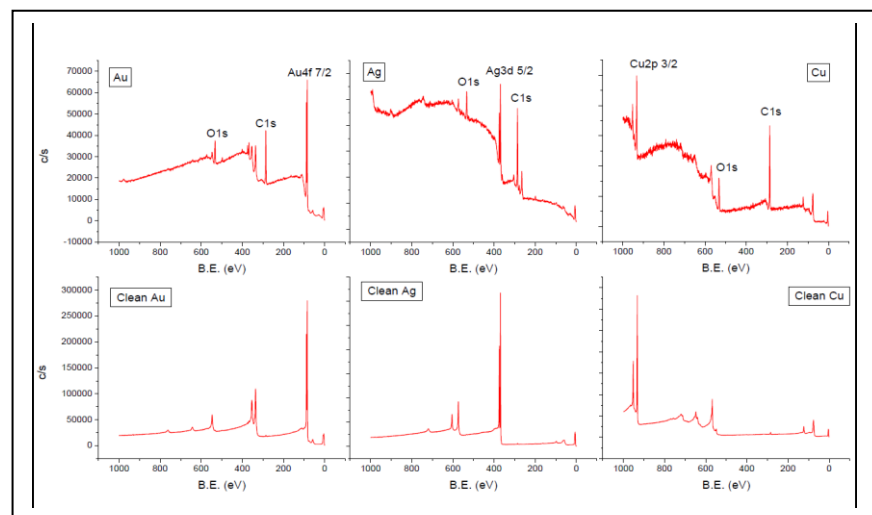 Au
Au4f 7/2
O1s
C1s
70000
60000
50000
40000
30000
20000
10000
0
-10000
c/s
1000 800 600 400 200 0
B.E. (eV)
Ag
Ag3d 5/2
O1s
C1s
1000 800 600 400 200 0
B.E. (eV)
Cu2p 3/2
Cu
C1s
O1s
1000 800 600 400 200 0
B.E. (eV)
Clean Au
300000
250000
200000
150000
100000
50000
0
c/s
1000 800 600 400 200 0
B.E. (eV)
Clean Ag
1000 800 600 400 200 0
B.E. (eV)
Clean Cu
1000 800 600 400 200 0
B.E. (eV)